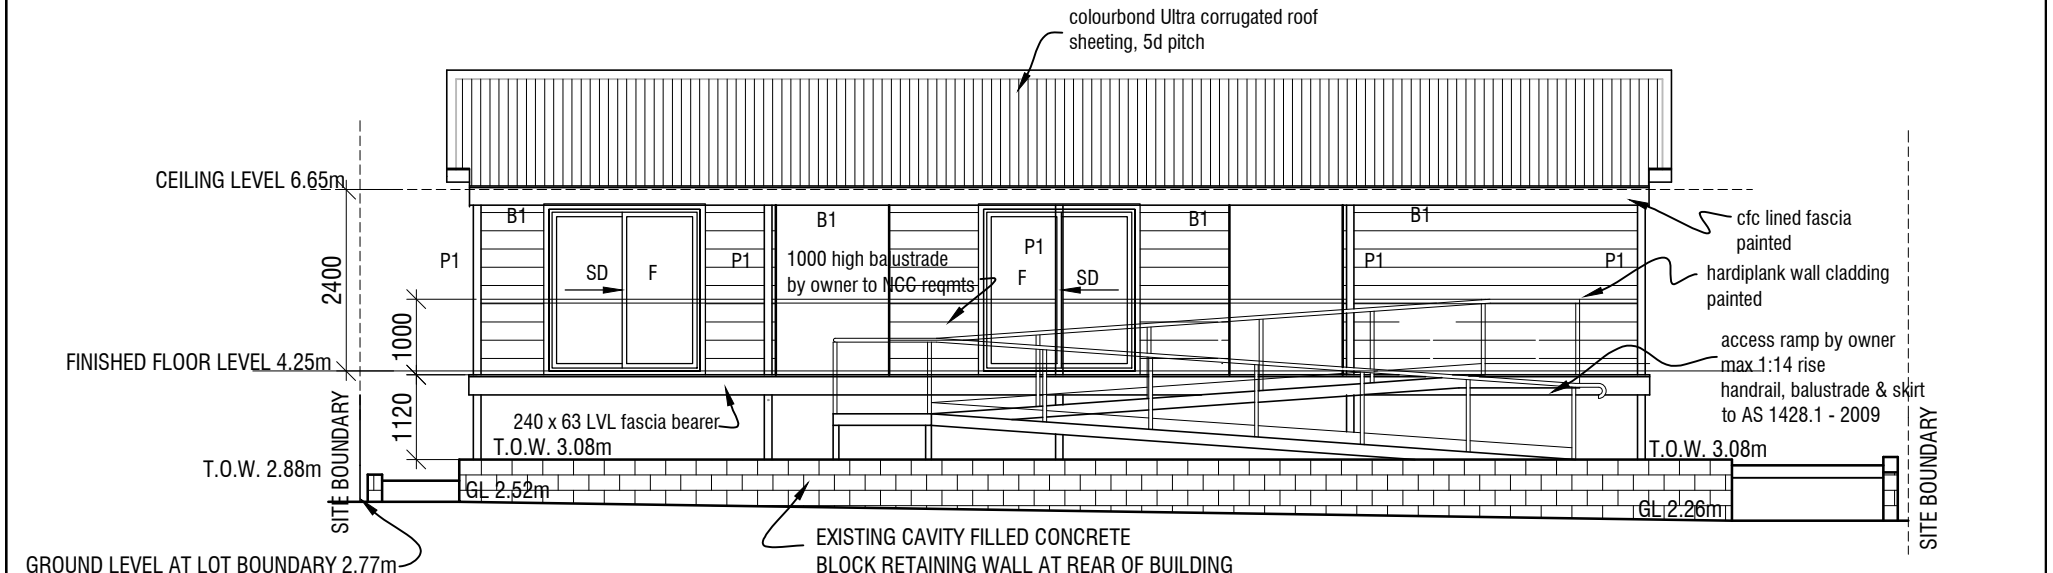 colourbond Ultra corrugated roof
sheeting, 5d pitch
CEILING LEVEL 6.65m
2400
1000
1120
FINISHED FLOOR LEVEL 4.25m
T.O.W. 2.88m
SITE BOUNDARY
GROUND LEVEL AT LOT BOUNDARY 2.77m
P1
B1
SD
F
P1
B1
1000 high balustrade
by owner to NCC reqmts
P1
F
SD
B1
B1
P1
P1
cfc lined fascia
painted
hardiplank wall cladding
painted
access ramp by owner
max 1:14 rise
handrail, balustrade & skirt
to AS 1428.1 - 2009
240 x 63 LVL fascia bearer
T.O.W. 3.08m
T.O.W. 3.08m
GL 2.52m
GL 2.26m
EXISTING CAVITY FILLED CONCRETE
BLOCK RETAINING WALL AT REAR OF BUILDING
SITE BOUNDARY